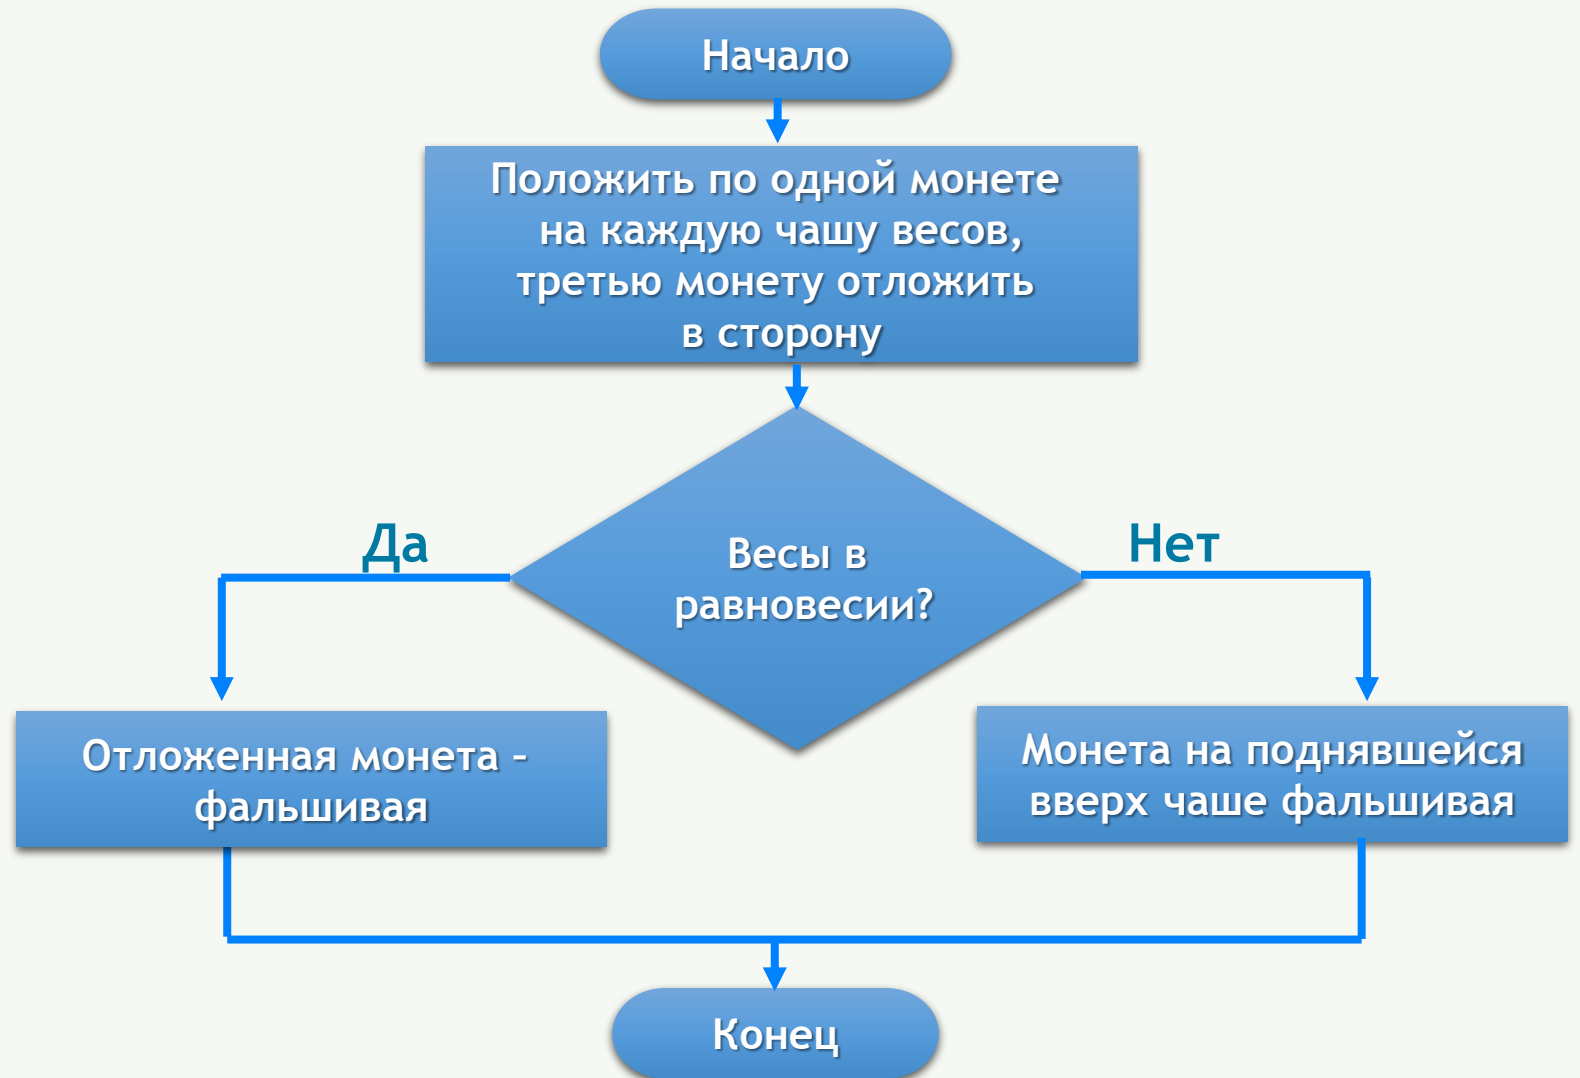 Начало
Положить по одной монете
на каждую чашу весов,
третью монету отложить
в сторону
Да
Нет
Весы в
равновесии?
Отложенная монета -
фальшивая
Монета на поднявшейся
вверх чаше фальшивая
Конец